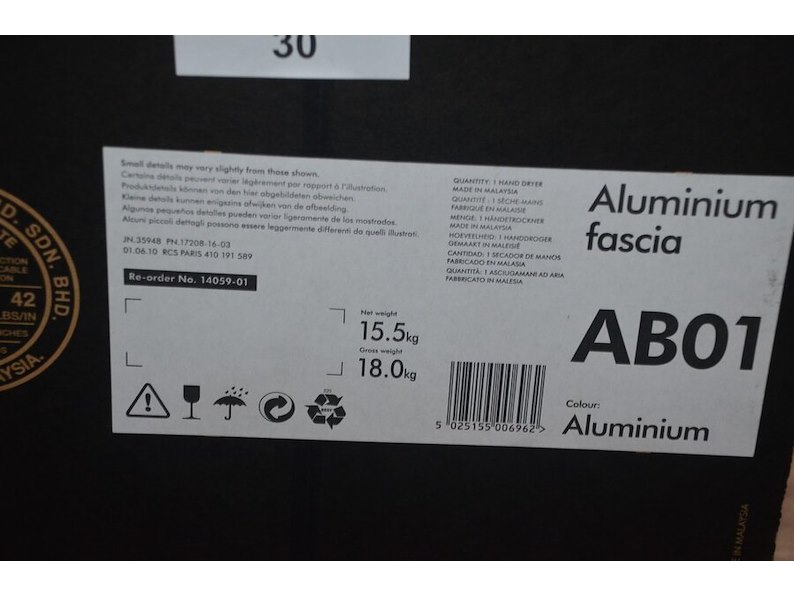 30
Small details may vary slightly from those shown.
Certains détails peuvent varier légèrement par rapport à l'illustration.
Produktdetails können von den hier abgebildeten abweichen.
Kleine details kunnen enigszins afwijken van de afbeelding.
Algunos pequeños detalles pueden variar ligeramente de los mostrados.
Alcuni piccoli dettagli possono essere leggermente differenti da quelli illustrati.
JN.35948 PN.17208-16-03
01.06.10 RCS PARIS 410 191 589
Re-order No. 14059-01
Net weight
15.5kg
Gross weight
18.0kg
QUANTITY: 1 HAND DRYER
MADE IN MALAYSIA
QUANTITÉ : 1 SÈCHE-MAINS
FABRIQUÉ EN MALAISIE
MENGE: 1 HÄNDETROCKNER
MADE IN MALAYSIA
HOEVEELHEID: 1 HANDDROGER
GEMAAKT IN MALEISIË
CANTIDAD: 1 SECADOR DE MANOS
FABRICADO EN MALASIA
QUANTITÀ: 1 ASCIUGAMANI AD ARIA
FABBRICATO IN MALESIA
5 025155 006962 >
Aluminium
fascia
AB01
Colour:
Aluminium
SDN. BHD.
42
LBS/IN
E IN MALAYSIA